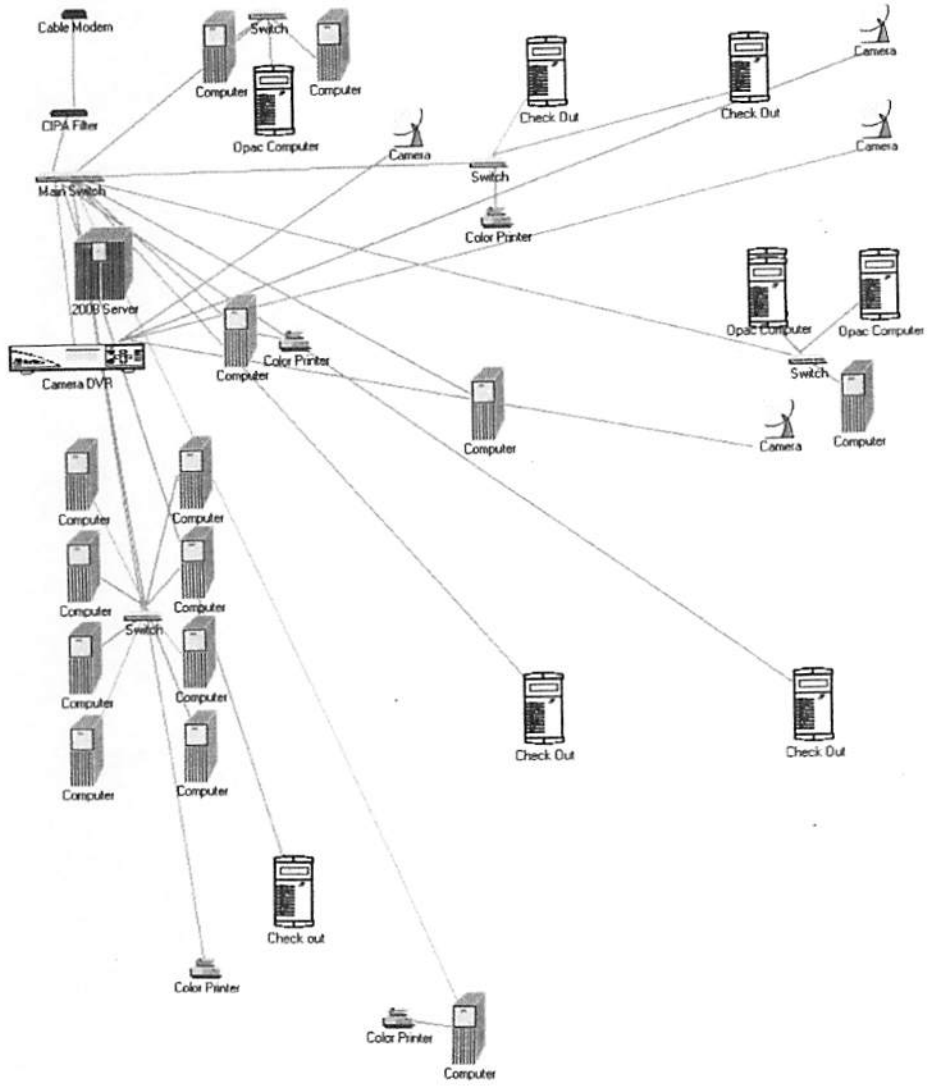 Cable Modem
Switch
Computer
Computer
Camera
Check Out
Check Out
CIPA Filter
Opac Computer
Camera
Camera
Main Switch
Switch
Color Printer
2008 Server
Opac Computer
Opac Computer
Color Printer
Computer
Switch
Camera DVR
Computer
Camera
Computer
Computer
Computer
Computer
Computer
Switch
Computer
Computer
Computer
Computer
Check Out
Check Out
Check out
Color Printer
Color Printer
Computer